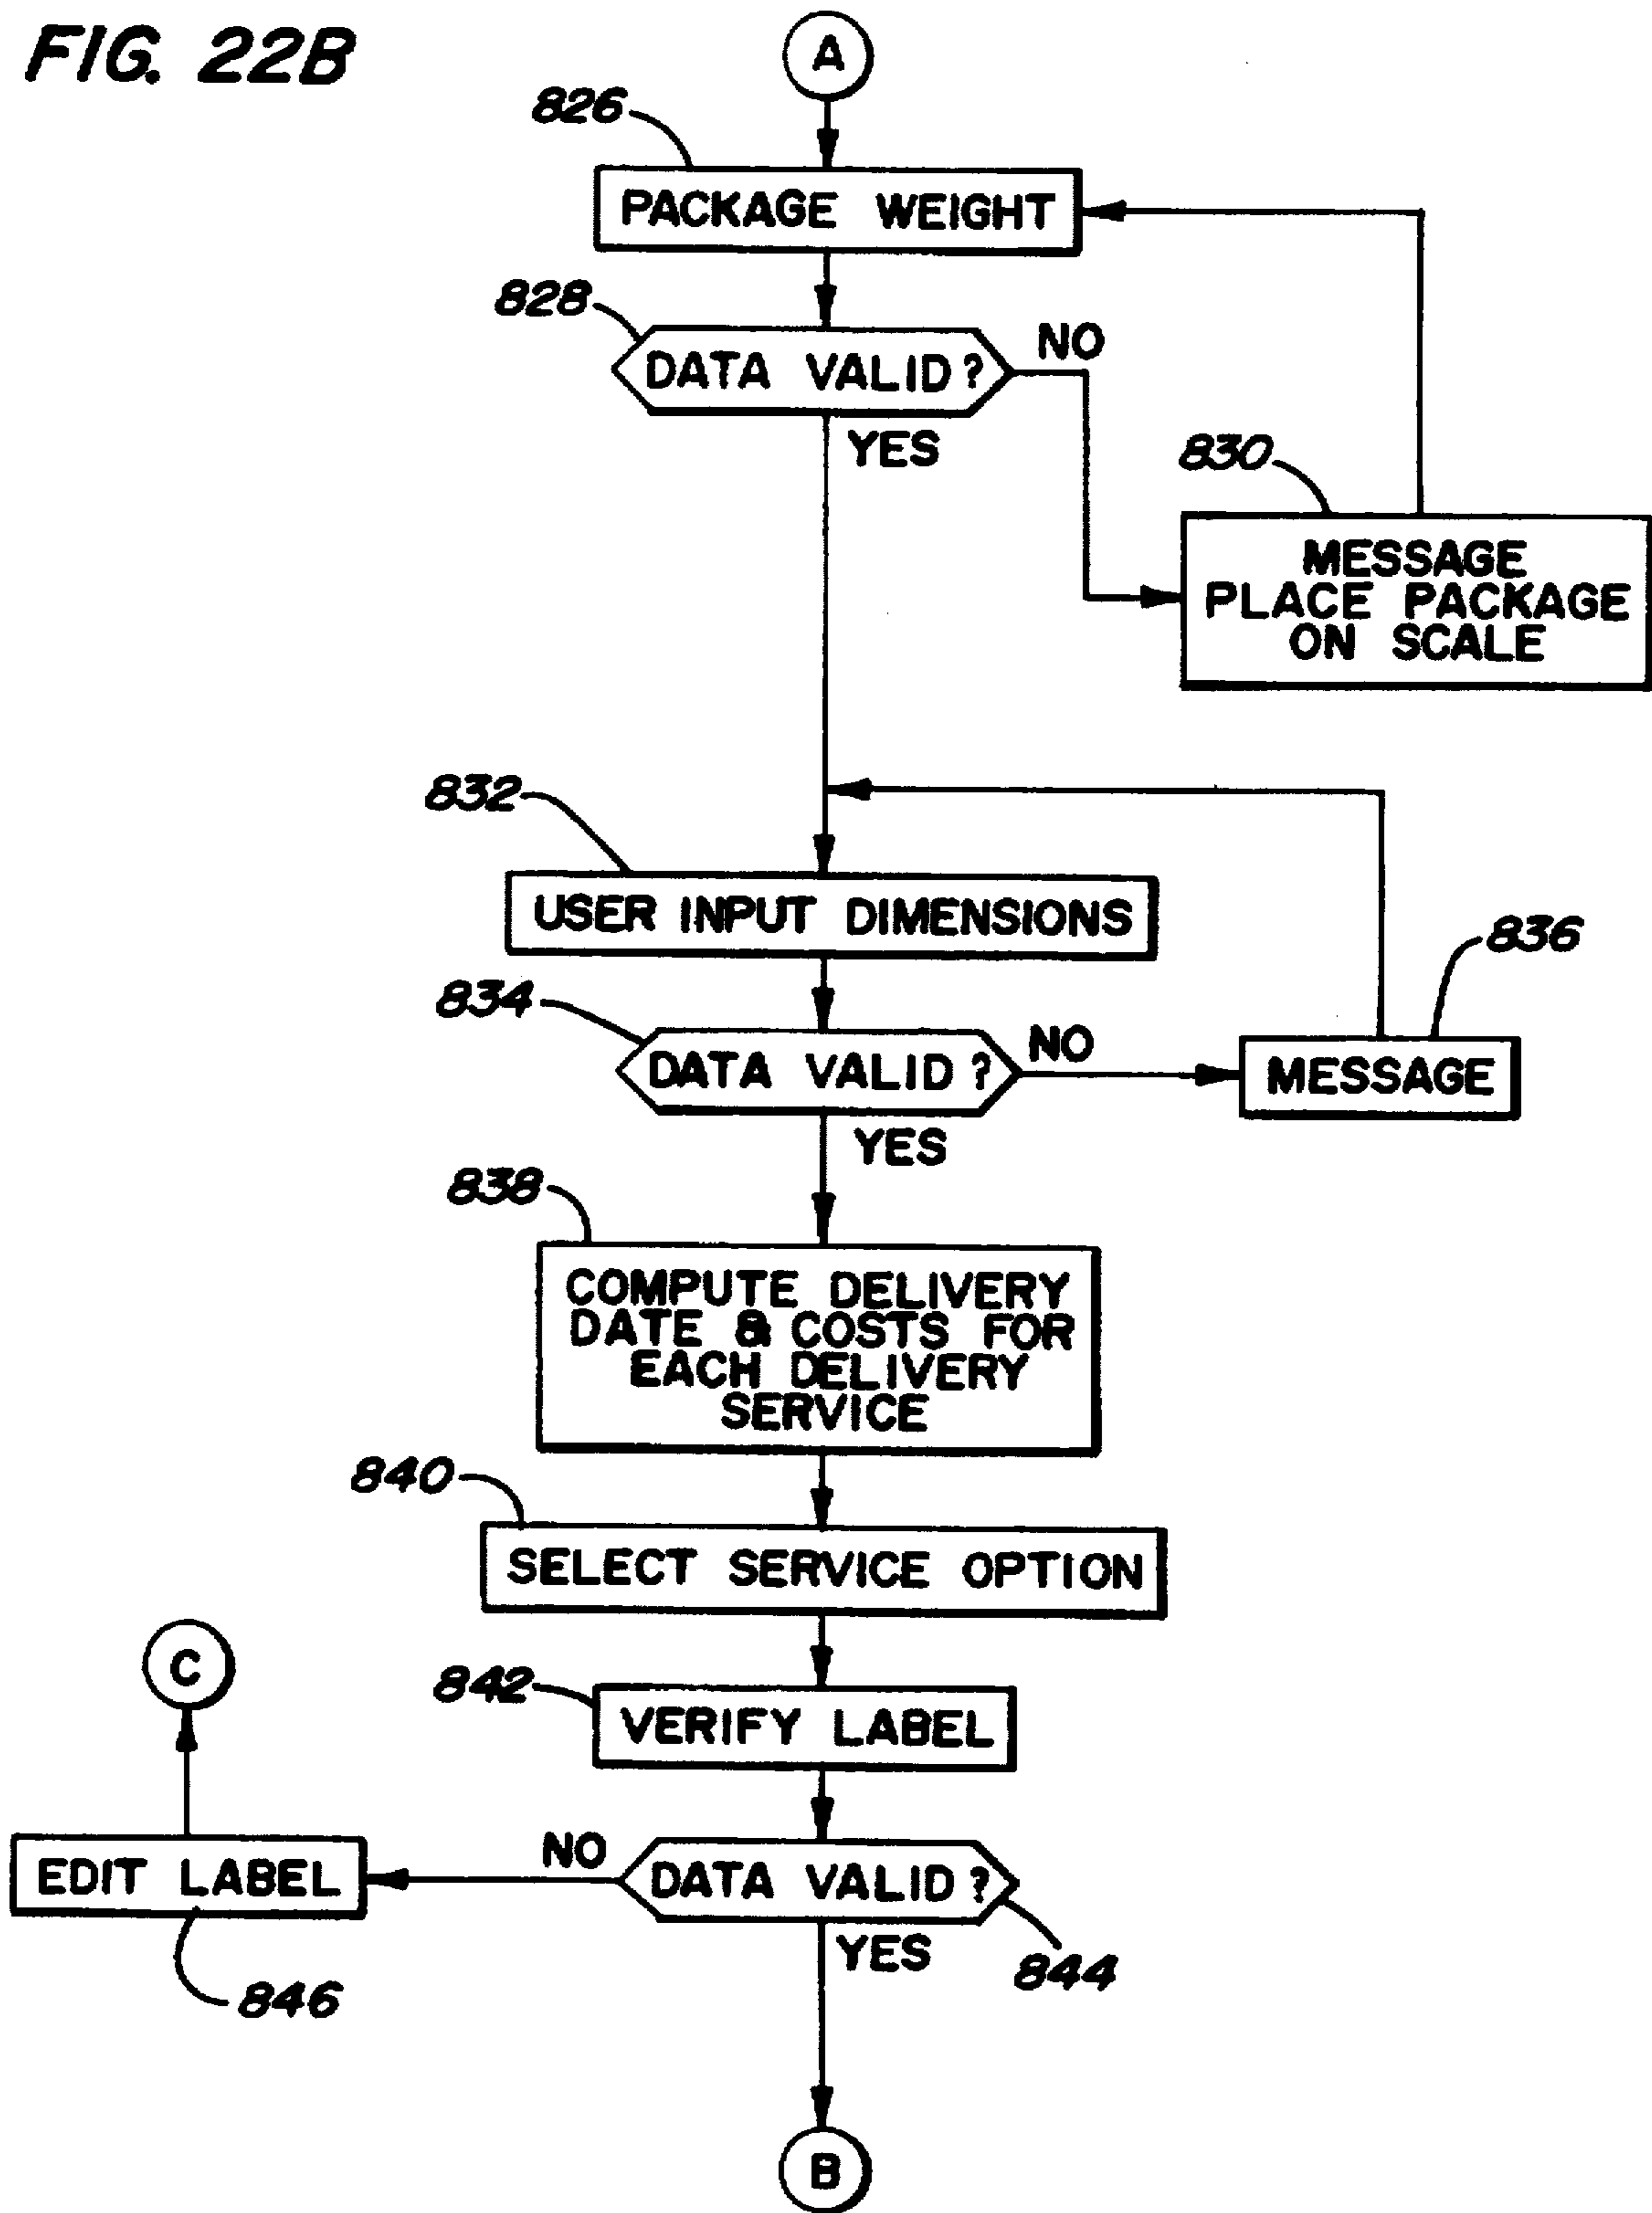 FIG. 22B
A
826
PACKAGE WEIGHT
828
DATA VALID?
NO
YES
830
MESSAGE
PLACE PACKAGE
ON SCALE
832
USER INPUT DIMENSIONS
836
834
DATA VALID?
NO
MESSAGE
YES
838
COMPUTE DELIVERY
DATE & COSTS FOR
EACH DELIVERY
SERVICE
840
SELECT SERVICE OPTION
C
842
VERIFY LABEL
EDIT LABEL
NO
DATA VALID?
YES
844
846
B